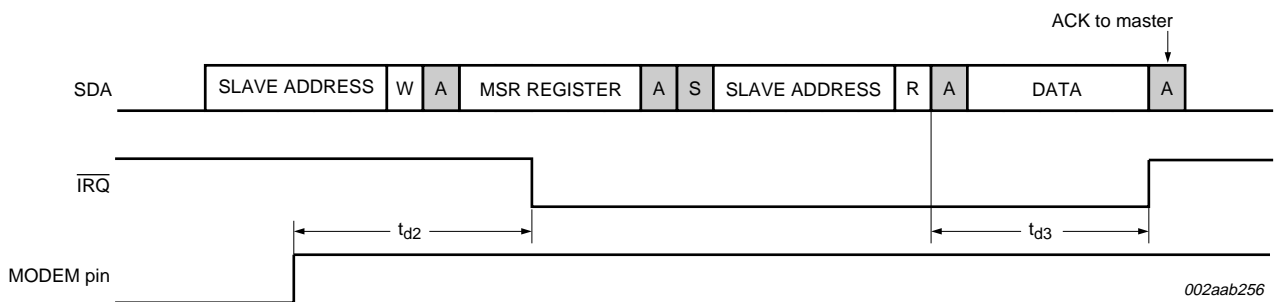 ACK to master
SDA SLAVE ADDRESS W A MSR REGISTER A S SLAVE ADDRESS R A DATA A
IRQ
td2 td3
MODEM pin
002aab256